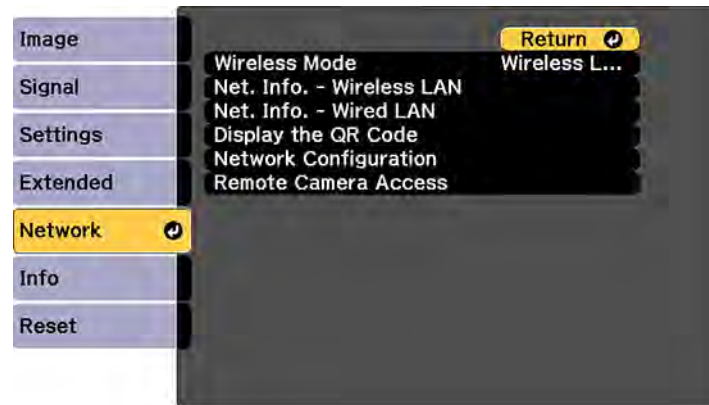 Image
Signal
Settings
Extended
Network
Info
Reset
Return
Wireless Mode Wireless L...
Net. Info. - Wireless LAN
Net. Info. - Wired LAN
Display the QR Code
Network Configuration
Remote Camera Access